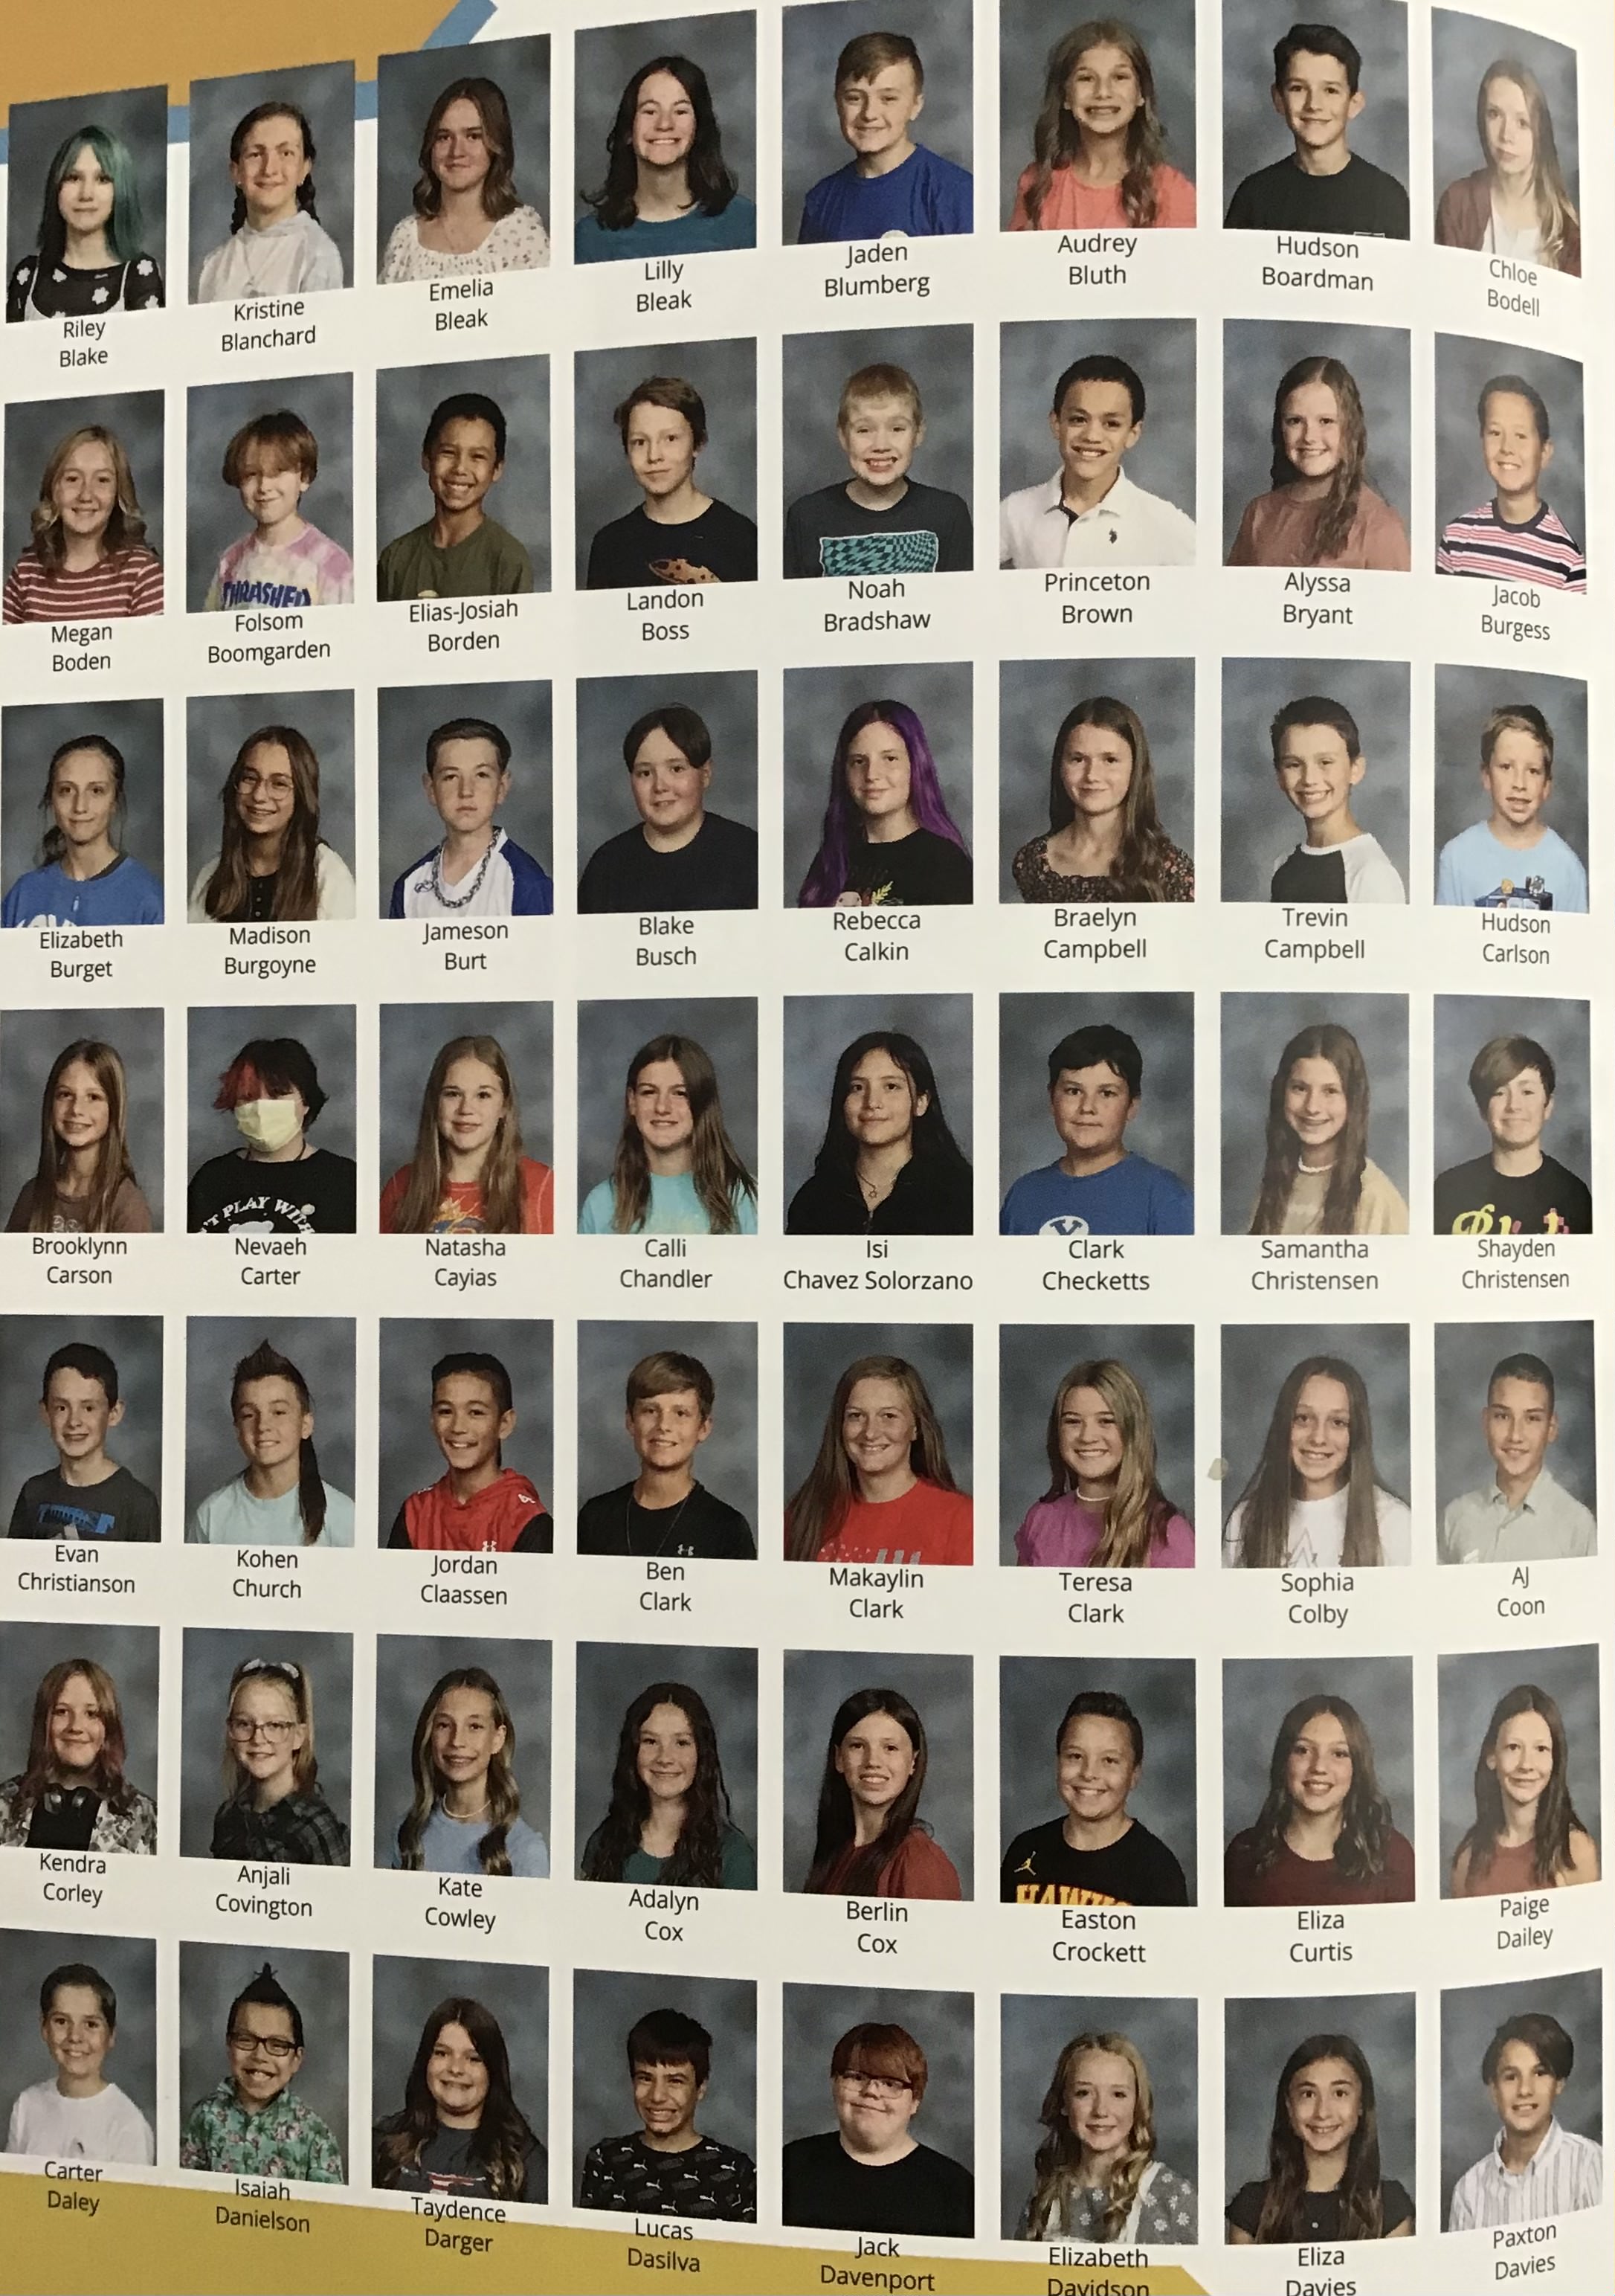 Riley Blake
Kristine Blanchard
Emelia Bleak
Lilly Bleak
Jaden Blumberg
Audrey Bluth
Hudson Boardman
Chloe Bodell
THRASHER
Megan Boden
Folsom Boomgarden
Elias-Josiah Borden
Landon Boss
Noah Bradshaw
Princeton Brown
Alyssa Bryant
Jacob Burgess
Elizabeth Burget
Madison Burgoyne
Jameson Burt
Blake Busch
Rebecca Calkin
Braelyn Campbell
Trevin Campbell
Hudson Carlson
'T PLAY WITH
Y
Brooklynn Carson
Nevaeh Carter
Natasha Cayias
Calli Chandler
Isi Chavez Solorzano
Clark Checketts
Samantha Christensen
Shayden Christensen
Evan Christianson
Kohen Church
Jordan Claassen
Ben Clark
Makaylin Clark
Teresa Clark
Sophia Colby
AJ Coon
HAWK
Kendra Corley
Anjali Covington
Kate Cowley
Adalyn Cox
Berlin Cox
Easton Crockett
Eliza Curtis
Paige Dailey
Carter Daley
Isaiah Danielson
Taydence Darger
Lucas Dasilva
Jack Davenport
Elizabeth Davidson
Eliza Davies
Paxton Davies